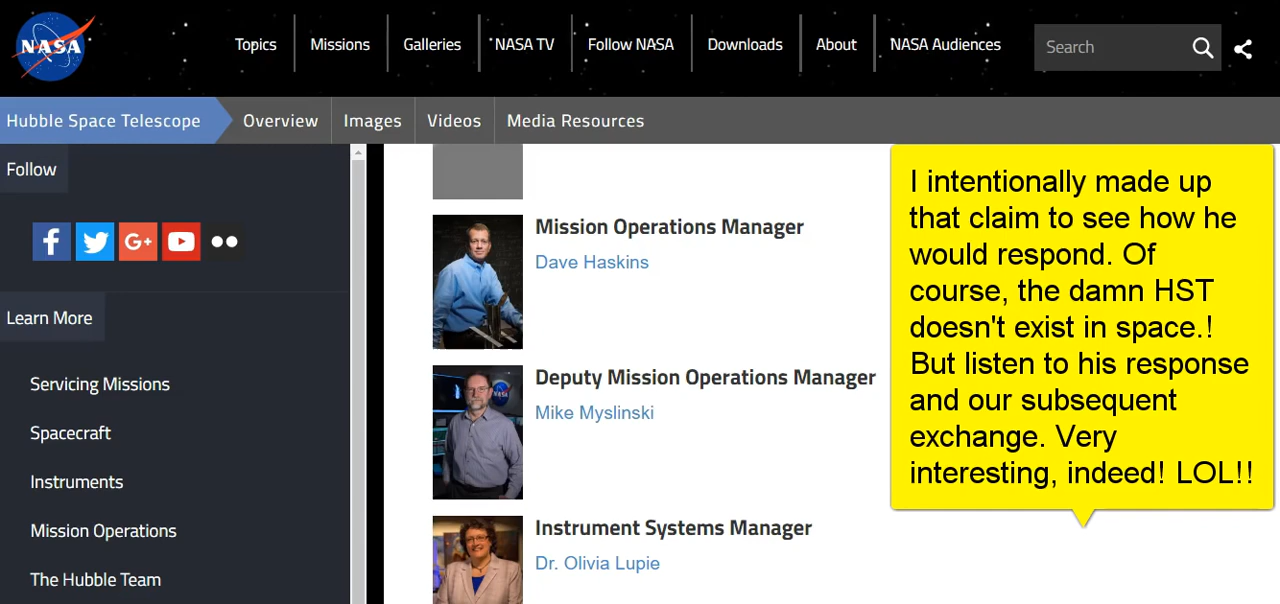 NASA
Topics
Missions
Galleries
NASA TV
Follow NASA
Downloads
About
NASA Audiences
Search
Hubble Space Telescope
Overview
Images
Videos
Media Resources
Follow
f
G+
Learn More
Servicing Missions
Spacecraft
Instruments
Mission Operations
The Hubble Team
Mission Operations Manager
Dave Haskins
Deputy Mission Operations Manager
Mike Myslinski
NASA
Instrument Systems Manager
Dr. Olivia Lupie
I intentionally made up
that claim to see how he
would respond. Of
course, the damn HST
doesn't exist in space.!
But listen to his response
and our subsequent
exchange. Very
interesting, indeed! LOL!!